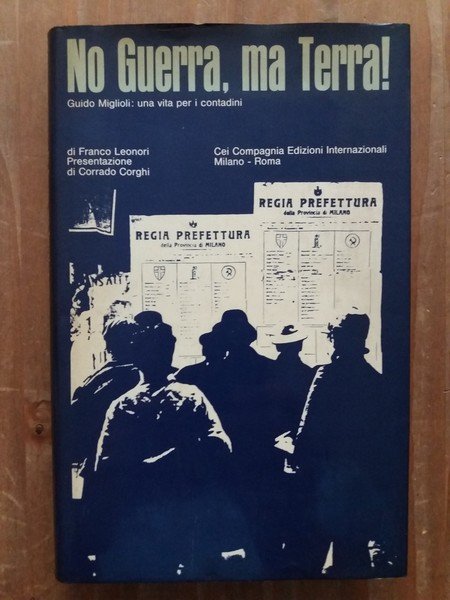 No Guerra, ma Terra!
Guido Miglioli: una vita per i contadini
di Franco Leonori
Presentazione
di Corrado Corghi
Cei Compagnia Edizioni Internazionali
Milano - Roma
REGIA PREFETTURA
della Provincia di MILANO
REGIA PREFETTURA
della Provincia di MILANO